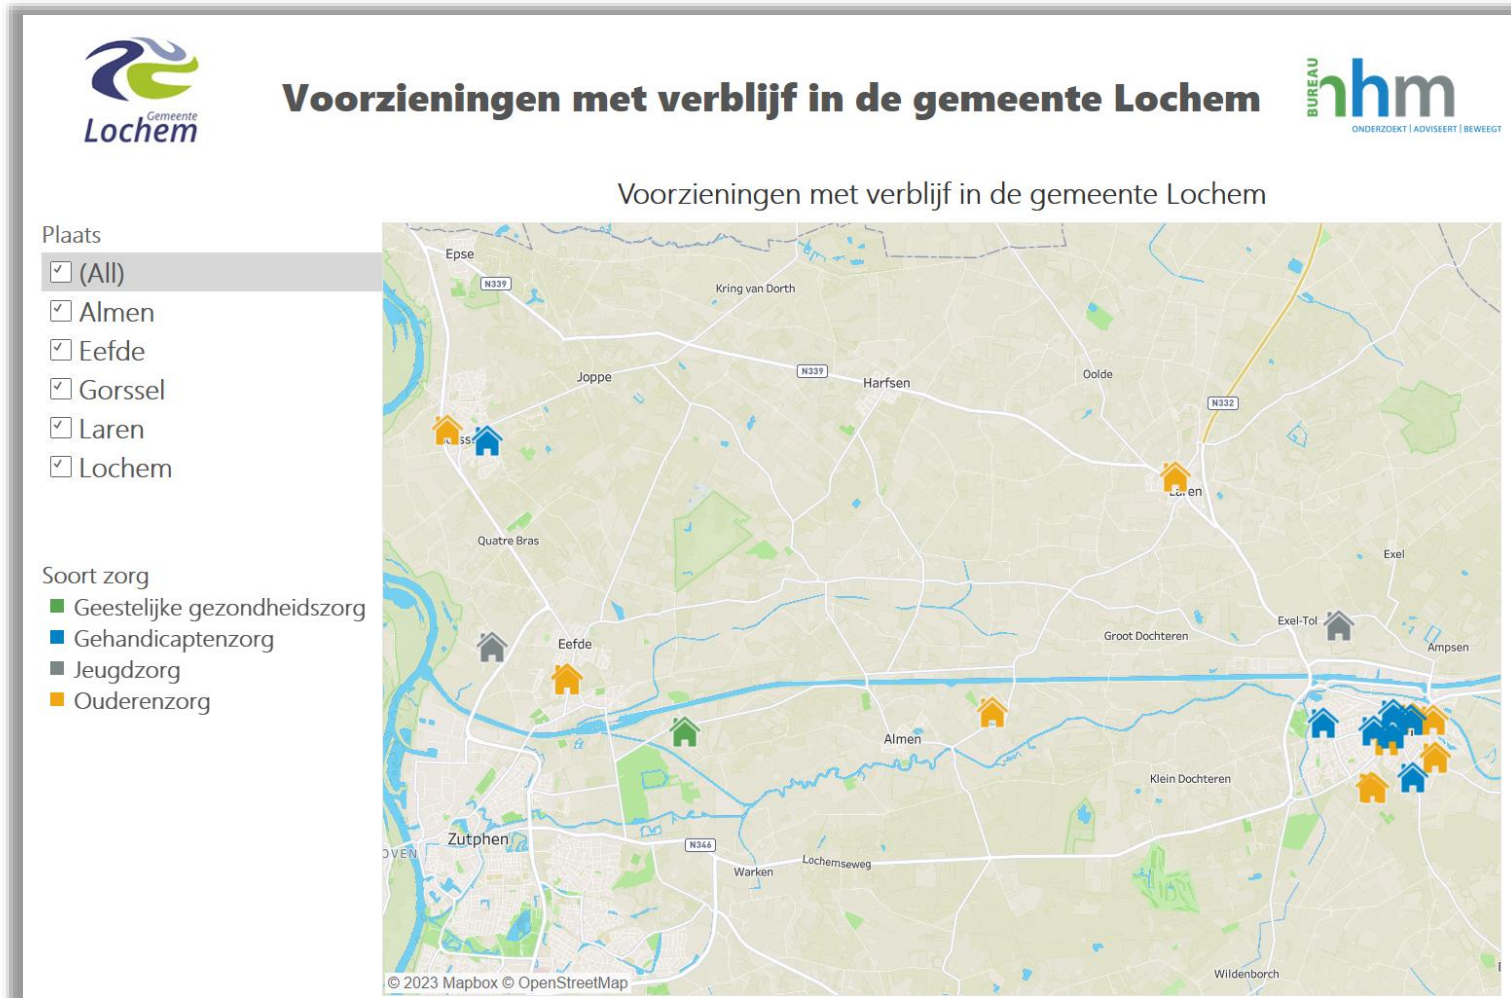 Gemeente
Lochem
Voorzieningen met verblijf in de gemeente Lochem
BUREAU
nhm
ONDERZOEKT | ADVISEERT | BEWEEGT
Voorzieningen met verblijf in de gemeente Lochem
Plaats
(All)
Almen
Eefde
Gorssel
Laren
Lochem
Soort zorg
Geestelijke gezondheidszorg
Gehandicaptenzorg
Jeugdzorg
Ouderenzorg
Epse
N339
Kring van Dorth
Joppe
N339
Harfsen
Oolde
N332
Laren
Quatre Bras
Exel
Exel-Tol
Eefde
Groot Dochteren
Ampsen
Almen
Klein Dochteren
Zutphen
OVEN
N346
Warken
Lochemseweg
Wildenborch
© 2023 Mapbox © OpenStreetMap